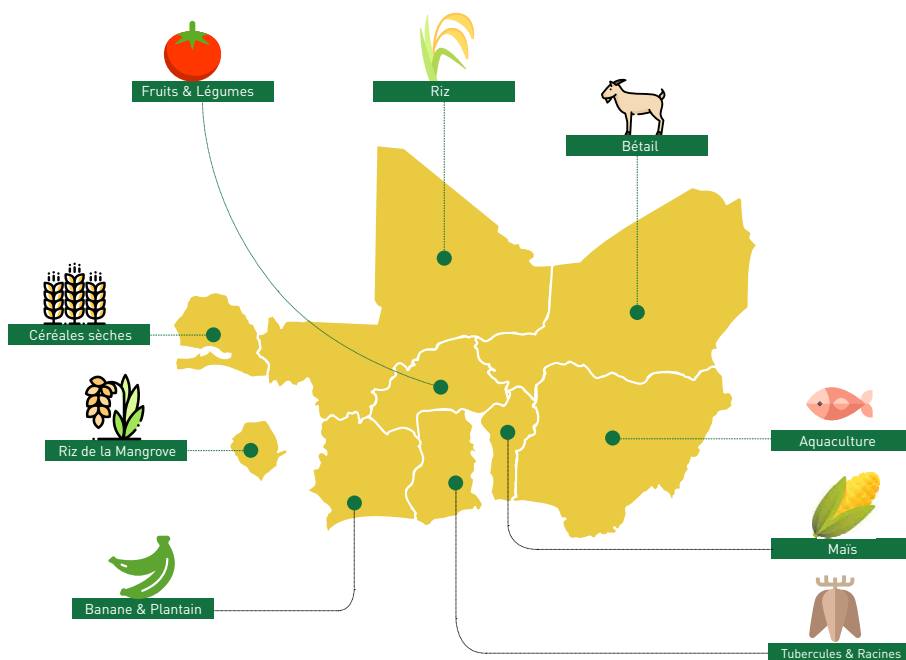 Fruits & Légumes
Riz
Bétail
Céréales sèches
Riz de la Mangrove
Aquaculture
Maïs
Banane & Plantain
Tubercules & Racines